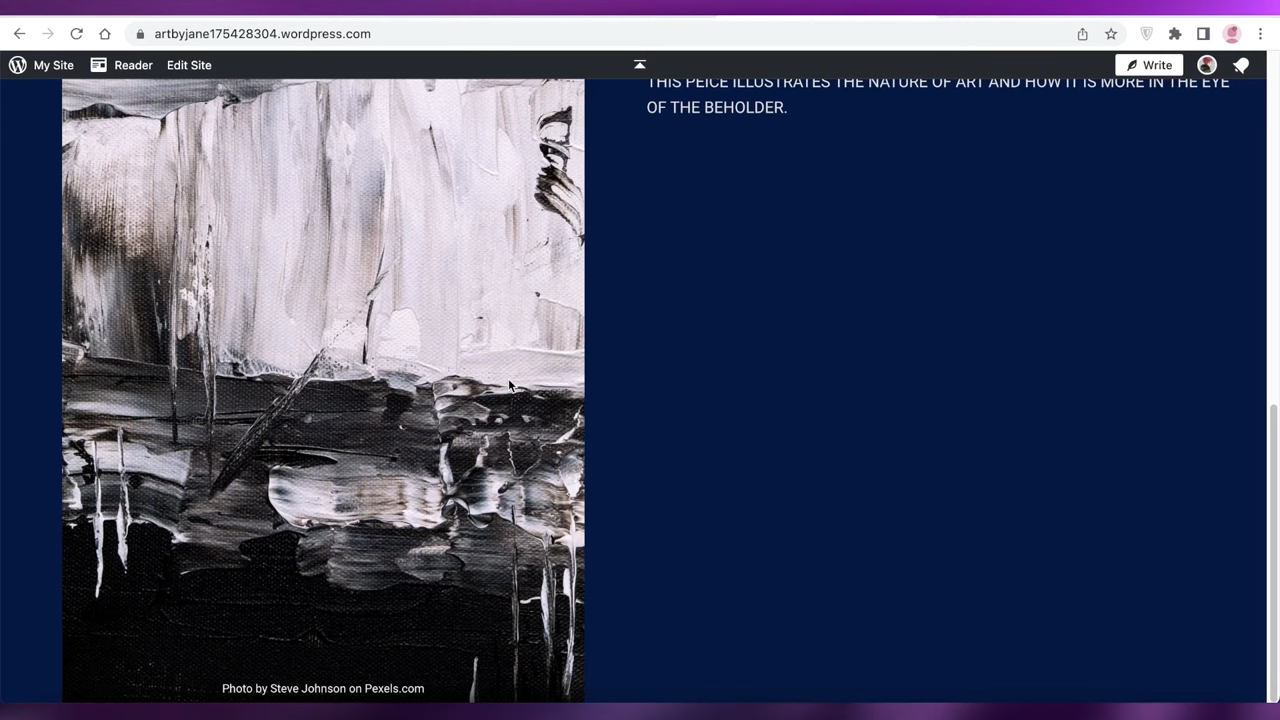 artbyjane175428304.wordpress.com
My Site
Reader
Edit Site
Write
THIS PEICE ILLUSTRATES THE NATURE OF ART AND HOW IT IS MORE IN THE EYE
OF THE BEHOLDER.
Photo by Steve Johnson on Pexels.com